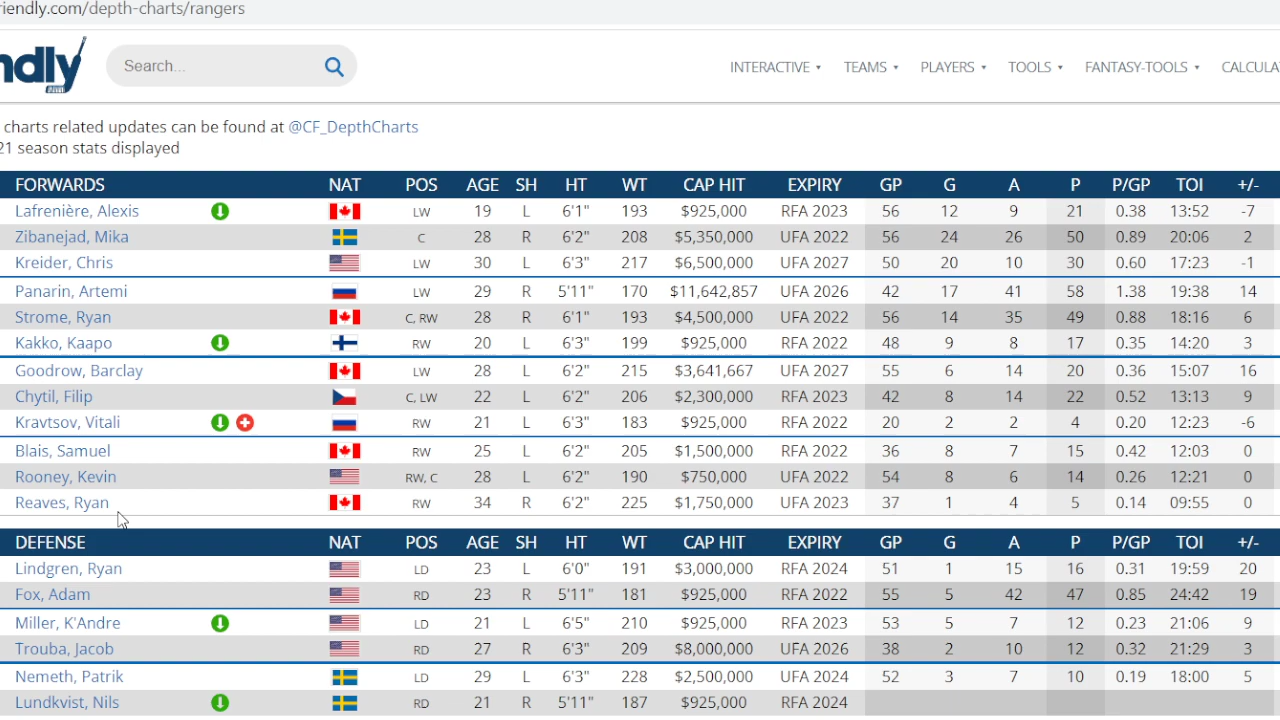 riendly.com/depth-charts/rangers
ndly Search... INTERACTIVE TEAMS PLAYERS TOOLS FANTASY-TOOLS CALCULA
charts related updates can be found at @CF_DepthCharts
21 season stats displayed
FORWARDS NAT POS AGE SH HT WT CAP HIT EXPIRY GP G A P P/GP TOI +/-
Lafrenière, Alexis LW 19 L 6'1" 193 $925,000 RFA 2023 56 12 9 21 0.38 13:52 -7
Zibanejad, Mika C 28 R 6'2" 208 $5,350,000 UFA 2022 56 24 26 50 0.89 20:06 2
Kreider, Chris LW 30 L 6'3" 217 $6,500,000 UFA 2027 50 20 10 30 0.60 17:23 -1
Panarin, Artemi LW 29 R 5'11" 170 $11,642,857 UFA 2026 42 17 41 58 1.38 19:38 14
Strome, Ryan C, RW 28 R 6'1" 193 $4,500,000 UFA 2022 56 14 35 49 0.88 18:16 6
Kakko, Kaapo RW 20 L 6'3" 199 $925,000 RFA 2022 48 9 8 17 0.35 14:20 3
Goodrow, Barclay LW 28 L 6'2" 215 $3,641,667 UFA 2027 55 6 14 20 0.36 15:07 16
Chytil, Filip C, LW 22 L 6'2" 206 $2,300,000 RFA 2023 42 8 14 22 0.52 13:13 9
Kravtsov, Vitali RW 21 L 6'3" 183 $925,000 RFA 2022 20 2 2 4 0.20 12:23 -6
Blais, Samuel RW 25 L 6'2" 205 $1,500,000 RFA 2022 36 8 7 15 0.42 12:03 0
Rooney, Kevin RW, C 28 L 6'2" 190 $750,000 UFA 2022 54 8 6 14 0.26 12:21 0
Reaves, Ryan RW 34 R 6'2" 225 $1,750,000 UFA 2023 37 1 4 5 0.14 09:55 0
DEFENSE NAT POS AGE SH HT WT CAP HIT EXPIRY GP G A P P/GP TOI +/-
Lindgren, Ryan LD 23 L 6'0" 191 $3,000,000 RFA 2024 51 1 15 16 0.31 19:59 20
Fox, Adam RD 23 R 5'11" 181 $925,000 RFA 2022 55 5 42 47 0.85 24:42 19
Miller, K'Andre LD 21 L 6'5" 210 $925,000 RFA 2023 53 5 7 12 0.23 21:06 9
Trouba, Jacob RD 27 R 6'3" 209 $8,000,000 UFA 2026 38 2 10 12 0.32 21:29 3
Nemeth, Patrik LD 29 L 6'3" 228 $2,500,000 UFA 2024 52 3 7 10 0.19 18:00 5
Lundkvist, Nils RD 21 R 5'11" 187 $925,000 RFA 2024